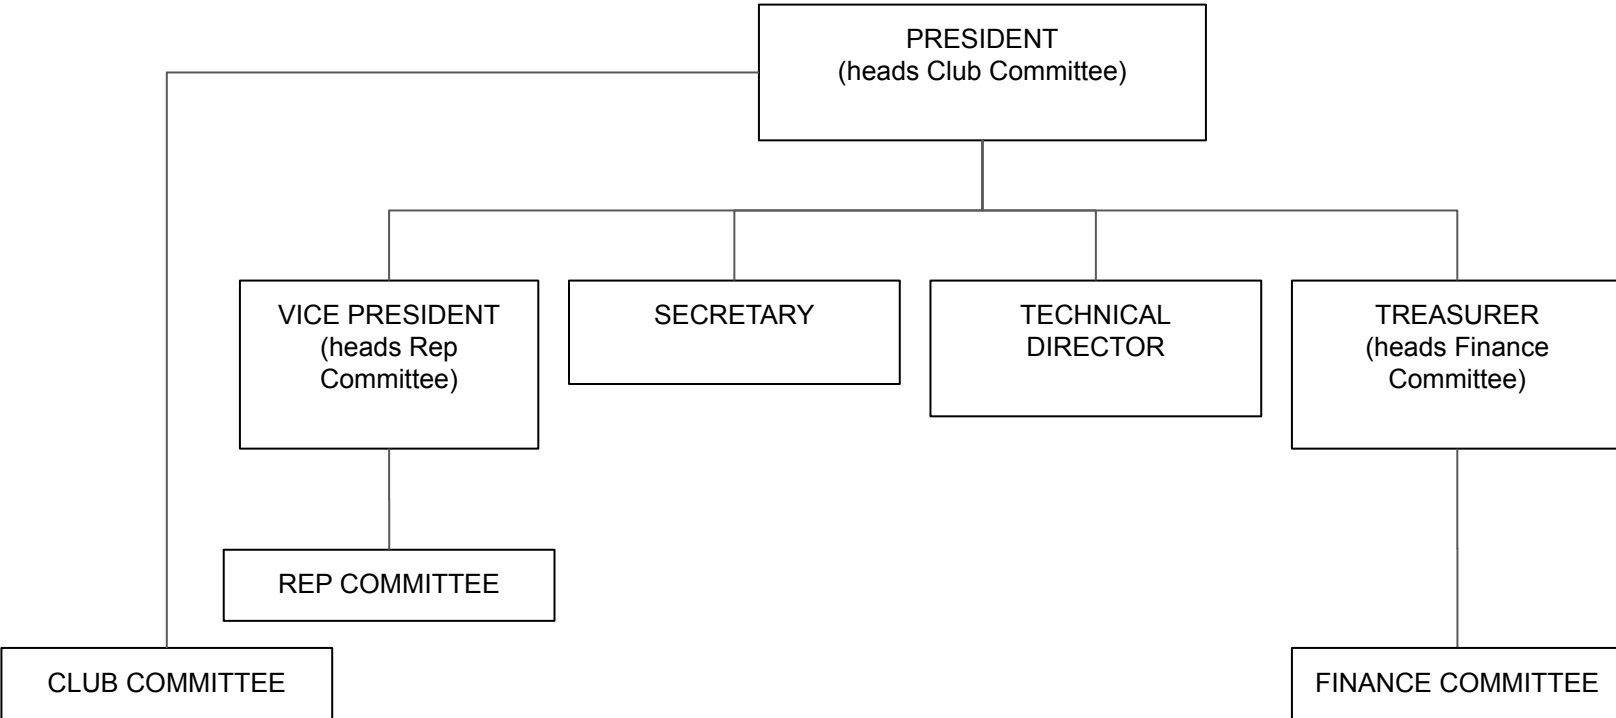 PRESIDENT
(heads Club Committee)
VICE PRESIDENT
(heads Rep
Committee)
SECRETARY
TECHNICAL
DIRECTOR
TREASURER
(heads Finance
Committee)
REP COMMITTEE
CLUB COMMITTEE
FINANCE COMMITTEE